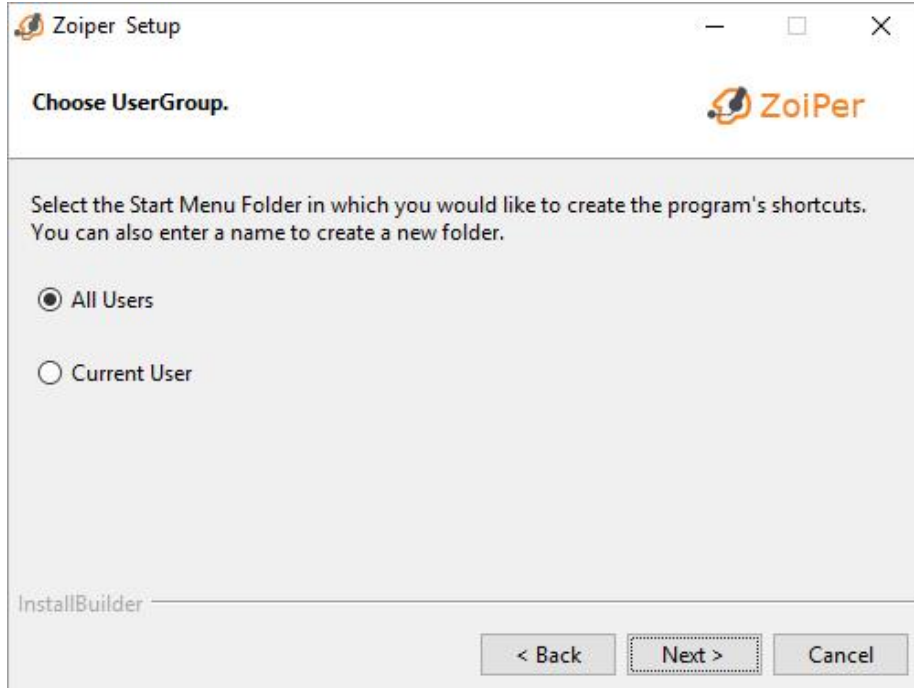 Zoiper Setup
Choose UserGroup.
ZoiPer
Select the Start Menu Folder in which you would like to create the program's shortcuts.
You can also enter a name to create a new folder.
All Users
Current User
InstallBuilder
< Back
Next >
Cancel